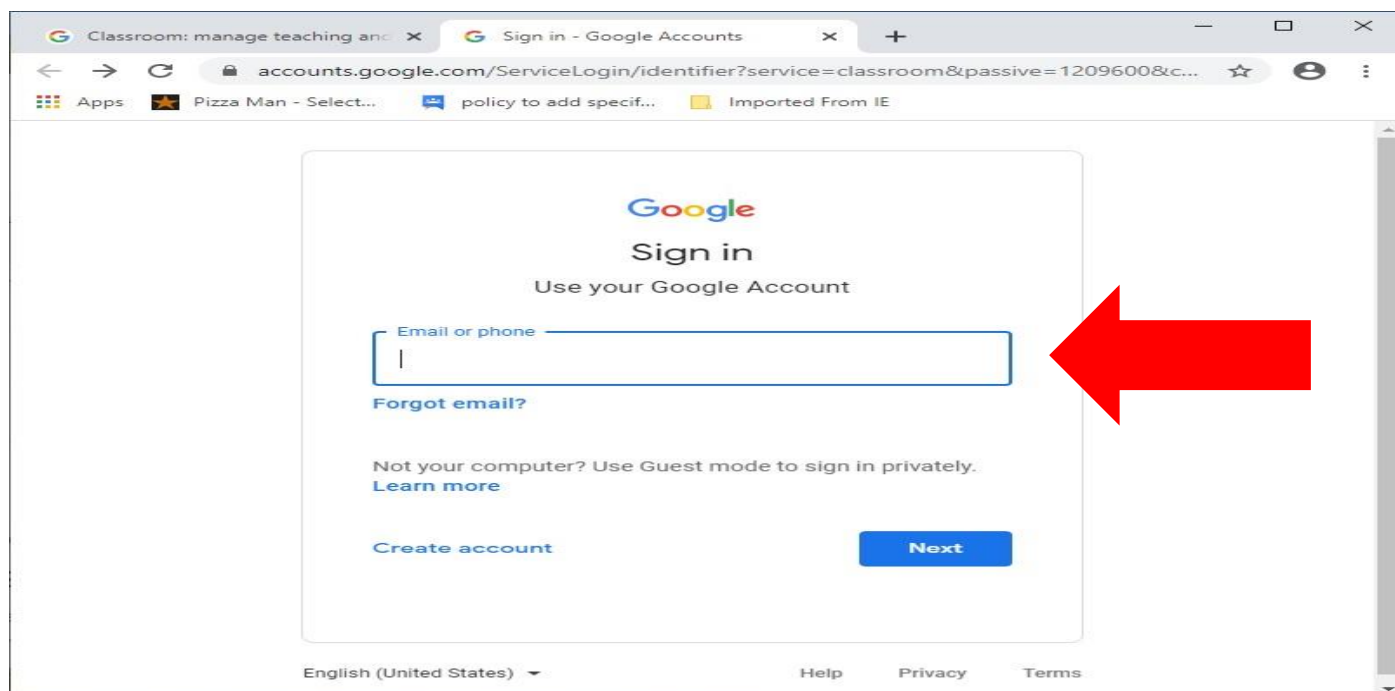 Classroom: manage teaching and
Sign in - Google Accounts
accounts.google.com/ServiceLogin/identifier?service=classroom&passive=1209600&c...
Apps
Pizza Man - Select...
policy to add specif...
Imported From IE
Google
Sign in
Use your Google Account
Email or phone
Forgot email?
Not your computer? Use Guest mode to sign in privately.
Learn more
Create account
Next
English (United States)
Help
Privacy
Terms